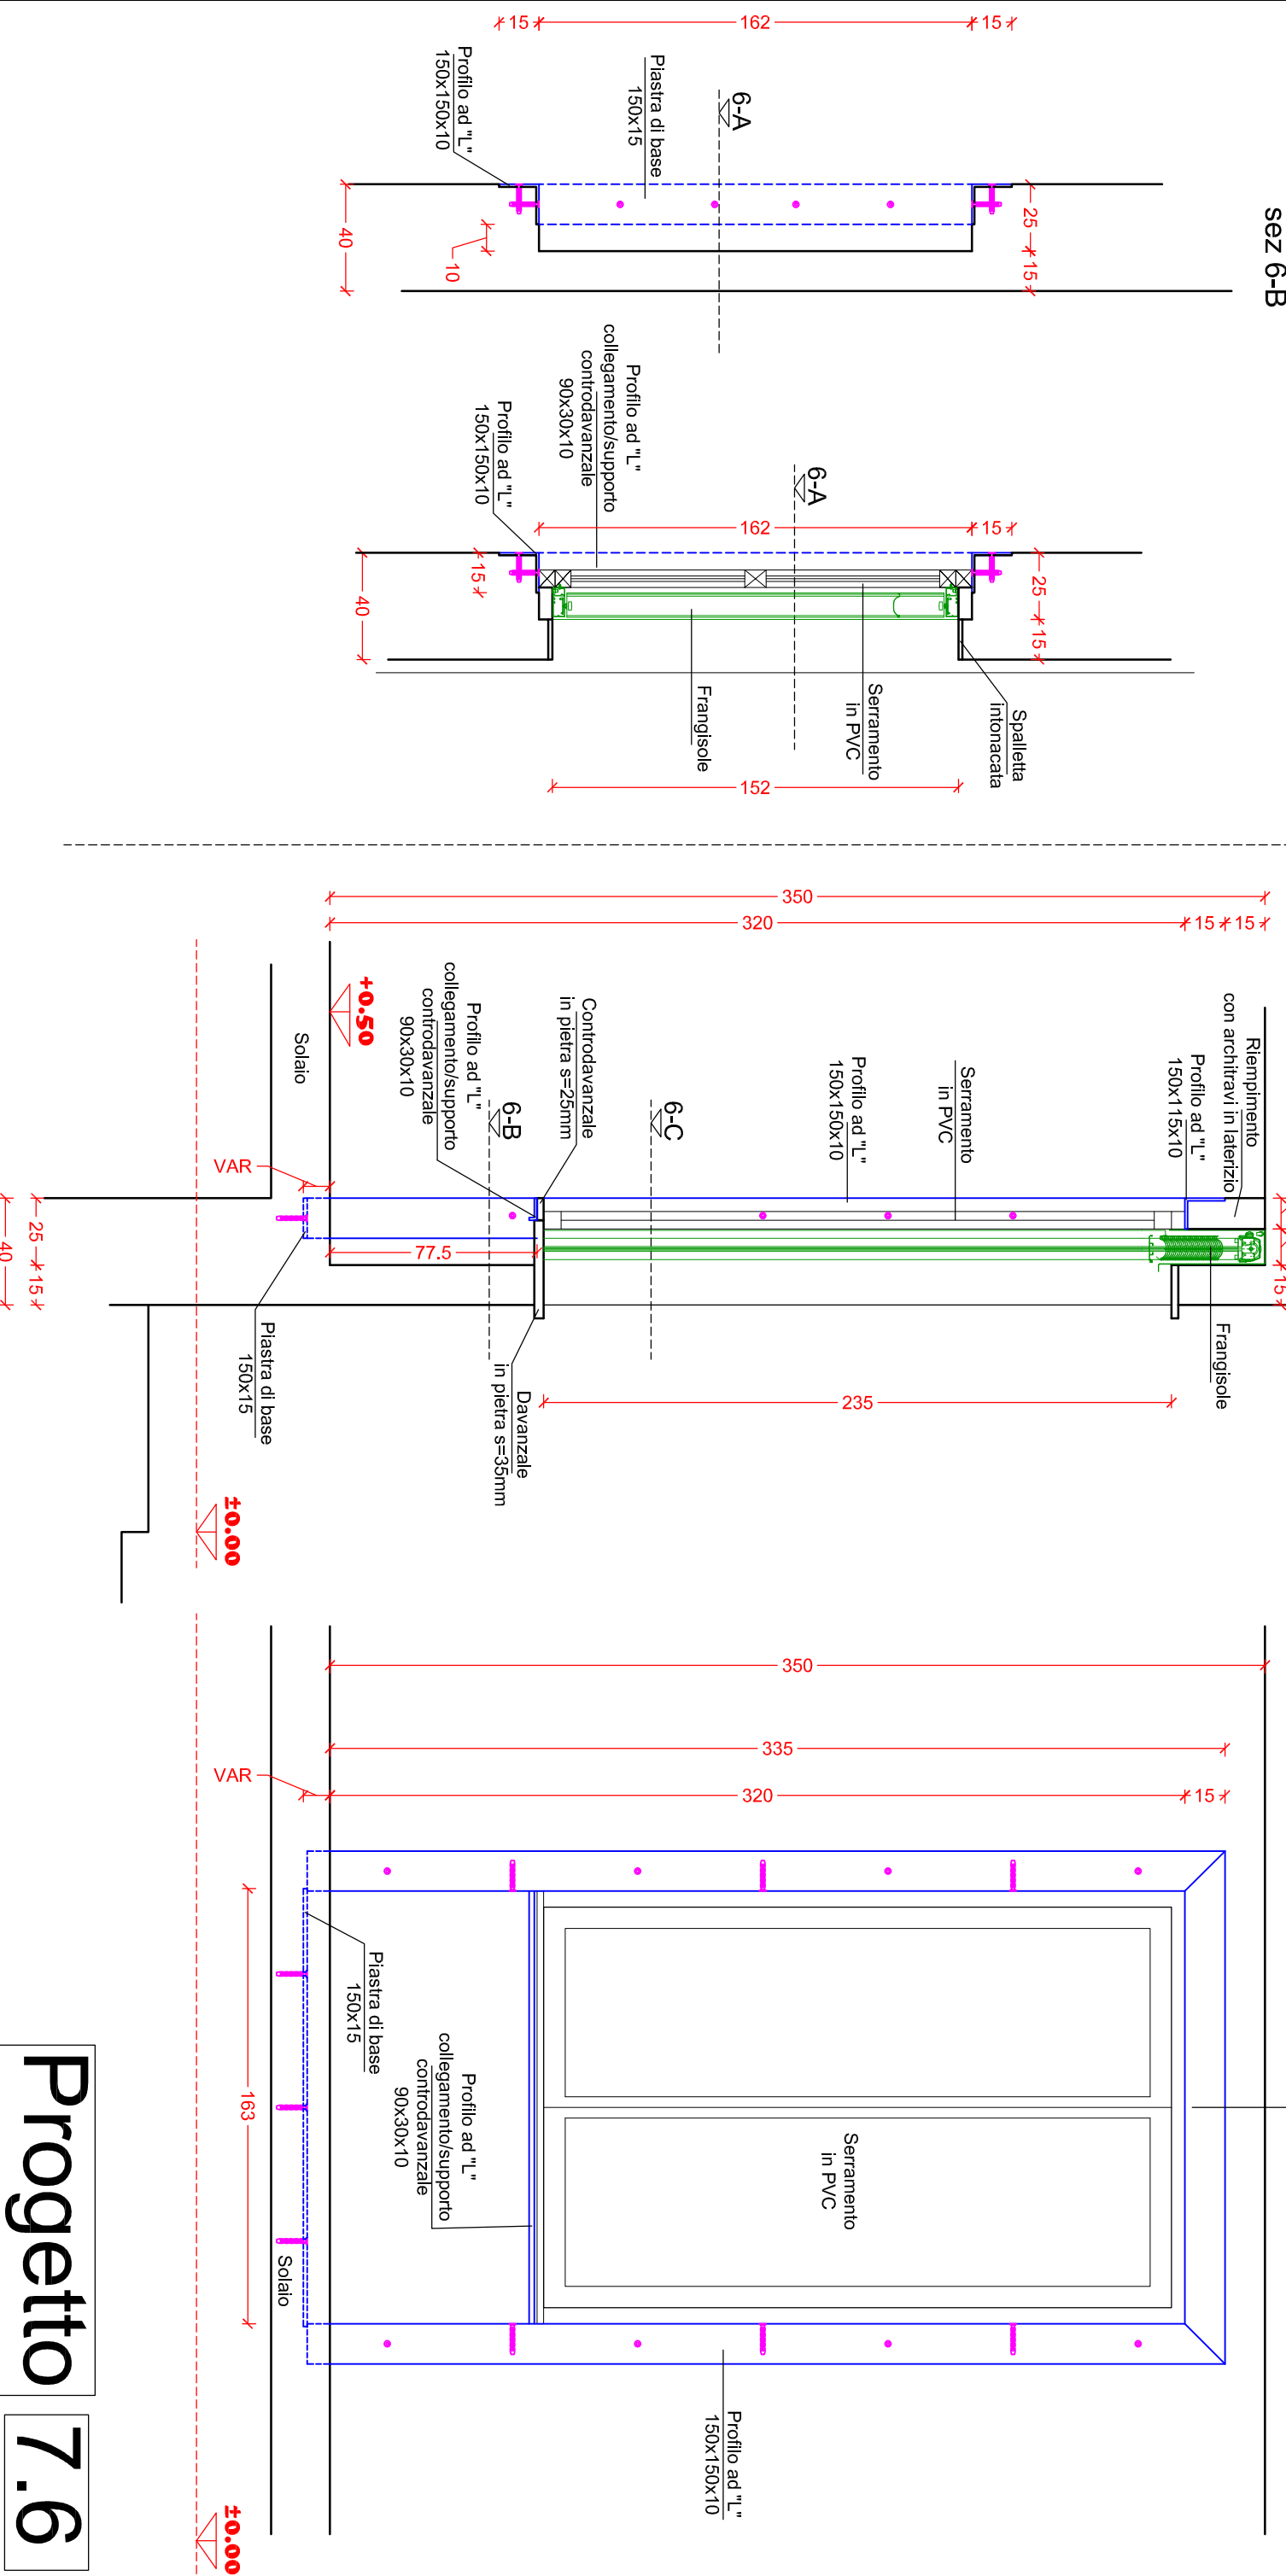 sez 6-B
15
162
15
Profilo ad "L"
150x150x10
Piastra di base
150x15
6-A
40
10
25
15
Profilo ad "L"
collegamento/supporto
controdavanzale
90x30x10
Profilo ad "L"
150x150x10
6-A
162
15
15
40
25
15
Frangisole
Serramento
in PVC
Spalletta
intonacata
152
350
320
15
15
+0.50
Solaio
Profilo ad "L"
collegamento/supporto
controdavanzale
90x30x10
Controdavanzale
in pietra s=25mm
6-B
6-C
Profilo ad "L"
150x150x10
Serramento
in PVC
Profilo ad "L"
150x115x10
Riempimento
con architravi in laterizio
VAR
77.5
25
15
40
15
Piastra di base
150x15
Davanzale
in pietra s=35mm
235
Frangisole
±0.00
350
335
VAR
320
15
Piastra di base
150x15
163
Profilo ad "L"
collegamento/supporto
controdavanzale
90x30x10
Serramento
in PVC
Solaio
Profilo ad "L"
150x150x10
±0.00
Progetto
7.6